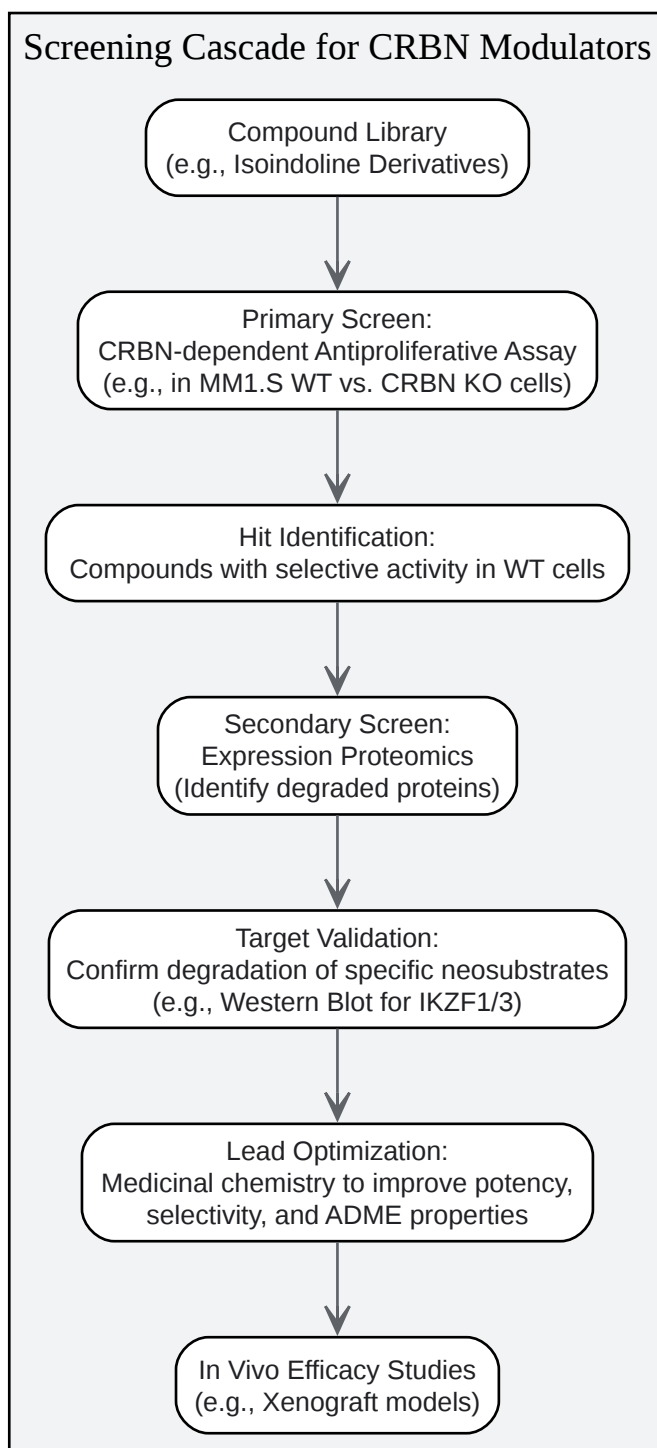 Screening Cascade for CRBN Modulators
Compound Library
(e.g., Isoindoline Derivatives)
Primary Screen:
CRBN-dependent Antiproliferative Assay
(e.g., in MM1.S WT vs. CRBN KO cells)
Hit Identification:
Compounds with selective activity in WT cells
Secondary Screen:
Expression Proteomics
(Identify degraded proteins)
Target Validation:
Confirm degradation of specific neosubstrates
(e.g., Western Blot for IKZF1/3)
Lead Optimization:
Medicinal chemistry to improve potency,
selectivity, and ADME properties
In Vivo Efficacy Studies
(e.g., Xenograft models)